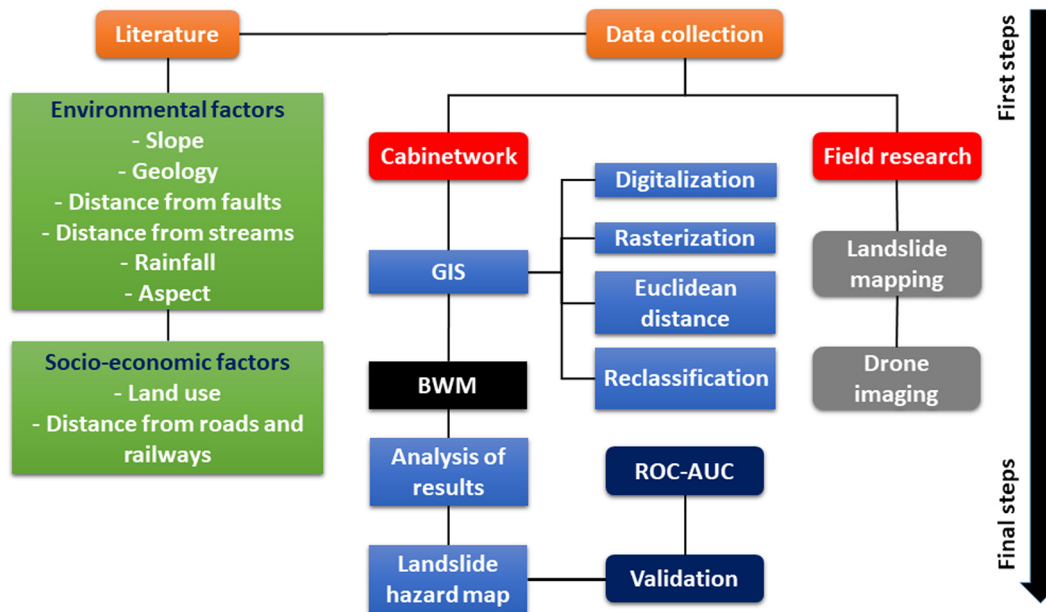 Literature
Data collection
First steps
Environmental factors
- Slope
- Geology
- Distance from faults
- Distance from streams
- Rainfall
- Aspect
Socio-economic factors
- Land use
- Distance from roads and
railways
Cabinetwork
GIS
Digitalization
Rasterization
Euclidean
distance
Reclassification
BWM
Analysis of
results
Landslide
hazard map
ROC-AUC
Validation
Field research
Landslide
mapping
Drone
imaging
Final steps